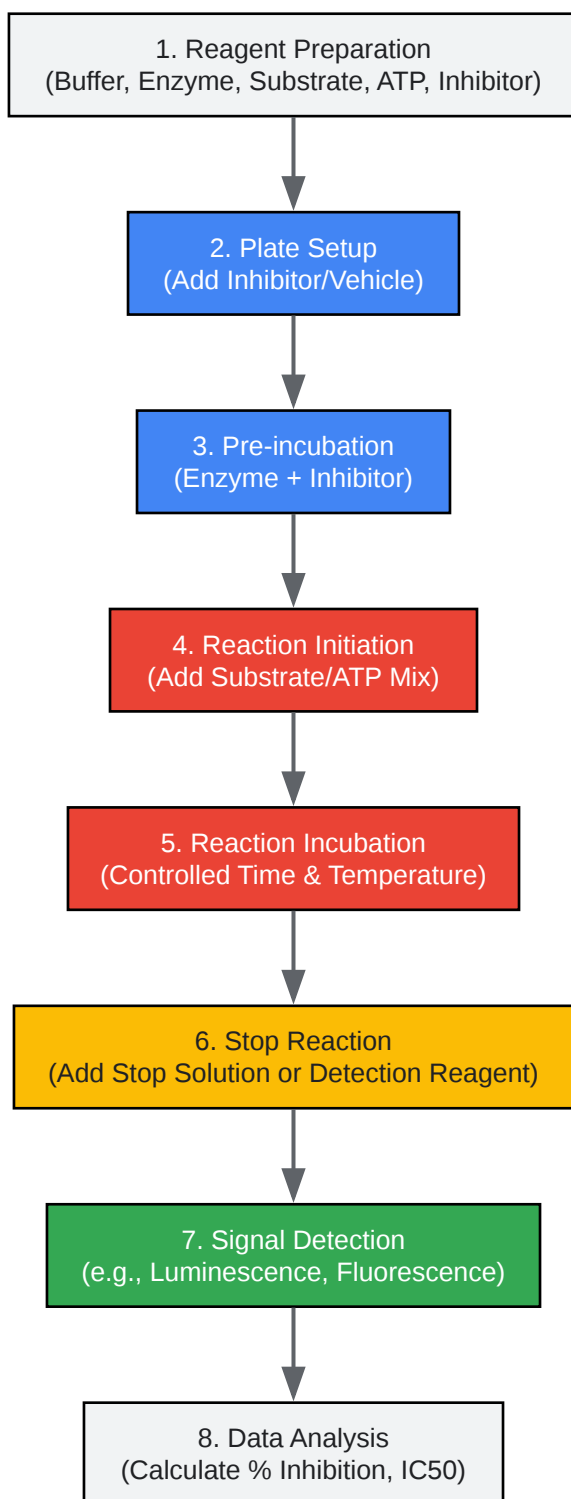 1. Reagent Preparation
(Buffer, Enzyme, Substrate, ATP, Inhibitor)
2. Plate Setup
(Add Inhibitor/Vehicle)
3. Pre-incubation
(Enzyme + Inhibitor)
4. Reaction Initiation
(Add Substrate/ATP Mix)
5. Reaction Incubation
(Controlled Time & Temperature)
6. Stop Reaction
(Add Stop Solution or Detection Reagent)
7. Signal Detection
(e.g., Luminescence, Fluorescence)
8. Data Analysis
(Calculate % Inhibition, IC50)